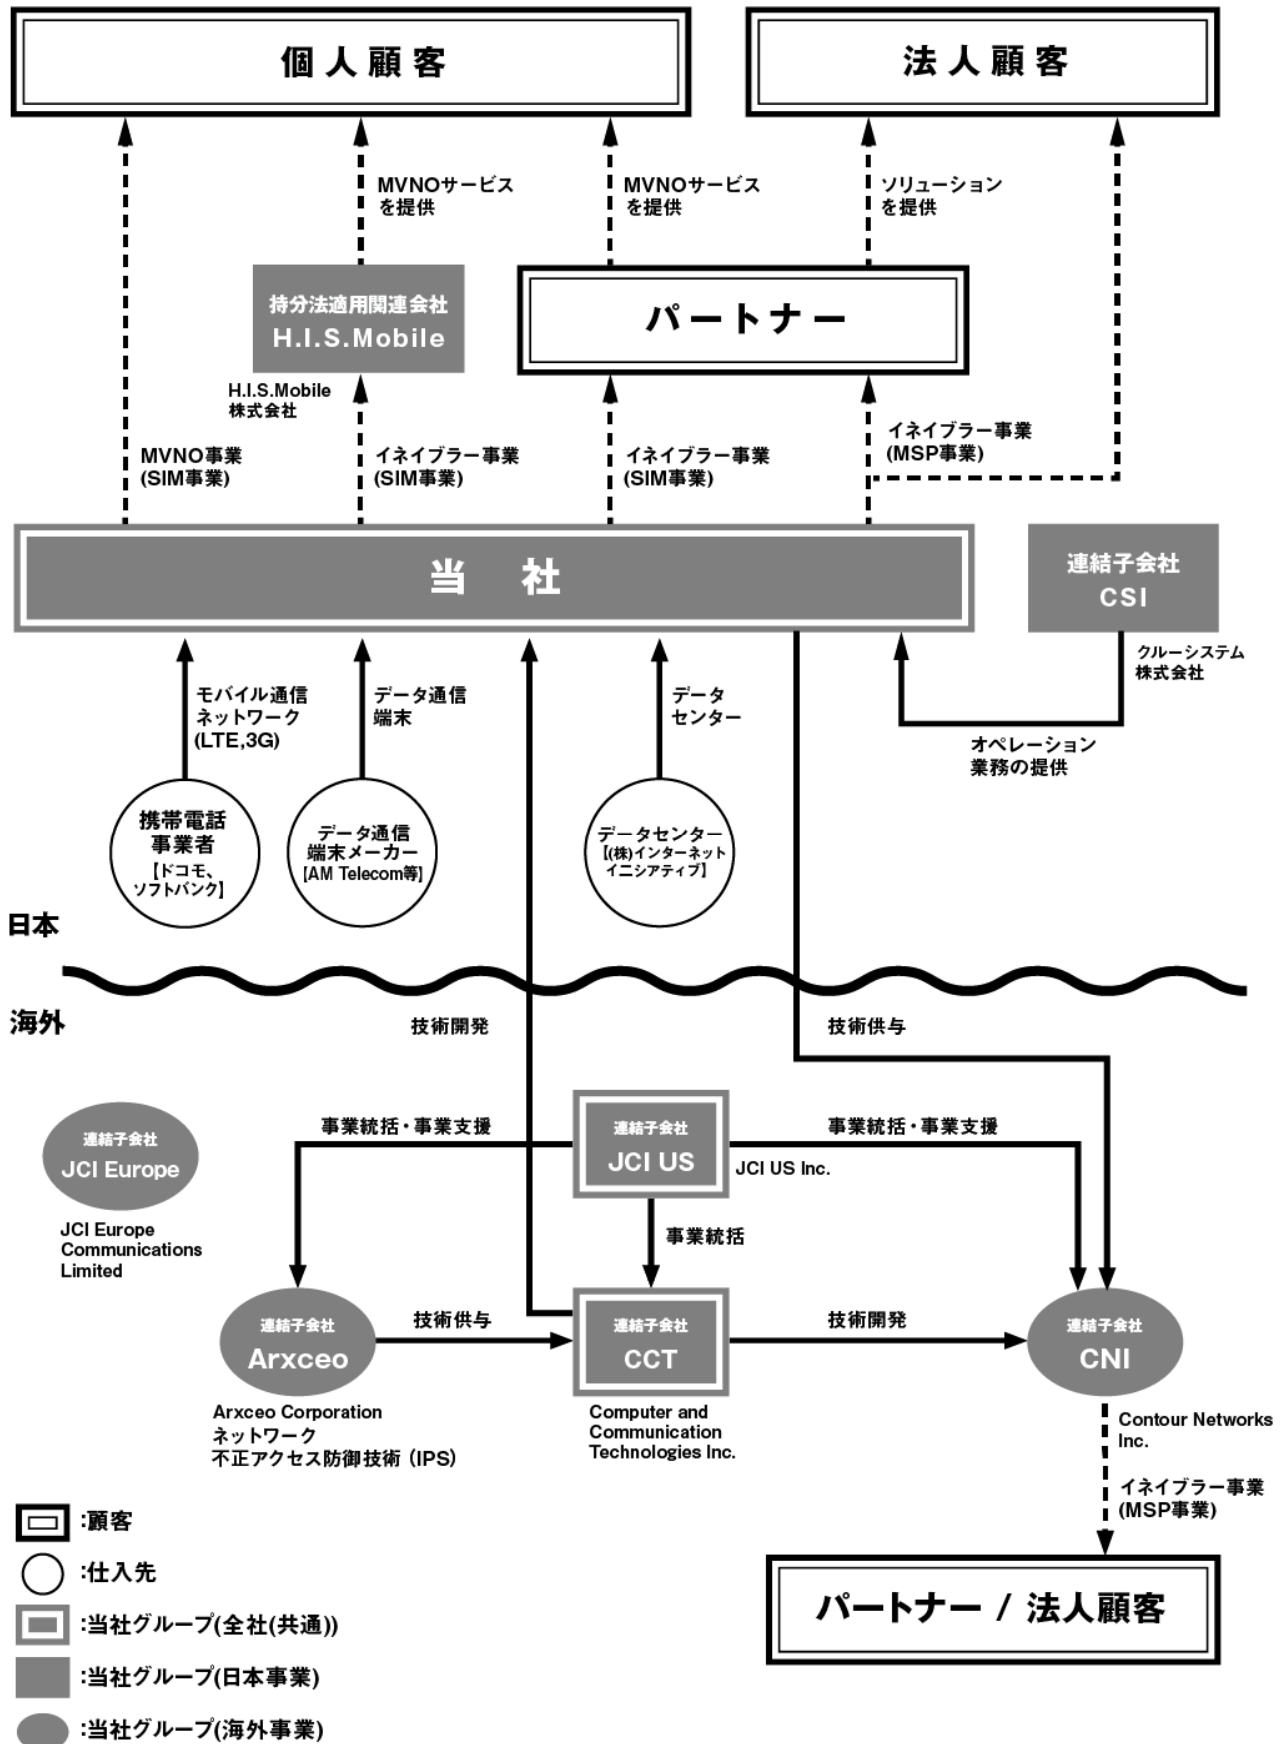 個人顧客
法人顧客
MVNOサービス
を提供
MVNOサービス
を提供
ソリューション
を提供
持分法適用関連会社
H.I.S.Mobile
パートナー
H.I.S.Mobile
株式会社
MVNO事業
(SIM事業)
イネイブラー事業
(SIM事業)
イネイブラー事業
(SIM事業)
イネイブラー事業
(MSP事業)
当 社
連結子会社
CSI
クルーシステム
株式会社
モバイル通信
ネットワーク
(LTE,3G)
データ通信
端末
データ
センター
オペレーション
業務の提供
携帯電話
事業者
【ドコモ、
ソフトバンク】
データ通信
端末メーカー
【AM Telecom等】
データセンター
【(株)インターネット
イニシアティブ】
日本
海外
技術開発
技術供与
連結子会社
JCI Europe
JCI Europe
Communications
Limited
事業統括・事業支援
連結子会社
JCI US
JCI US Inc.
事業統括・事業支援
事業統括
連結子会社
Arxceo
技術供与
連結子会社
CCT
技術開発
連結子会社
CNI
Arxceo Corporation
ネットワーク
不正アクセス防御技術（IPS）
Computer and
Communication
Technologies Inc.
Contour Networks
Inc.
イネイブラー事業
(MSP事業)
パートナー / 法人顧客
:顧客
:仕入先
:当社グループ(全社(共通))
:当社グループ(日本事業)
:当社グループ(海外事業)